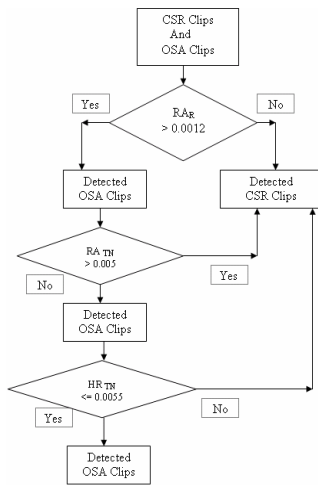 CSR Clips
And
OSA Clips
Yes
No
RAR
> 0.0012
Detected
OSA Clips
Detected
CSR Clips
RA TN
> 0.005
Yes
No
Detected
OSA Clips
HR TN
<= 0.0055
No
Yes
Detected
OSA Clips